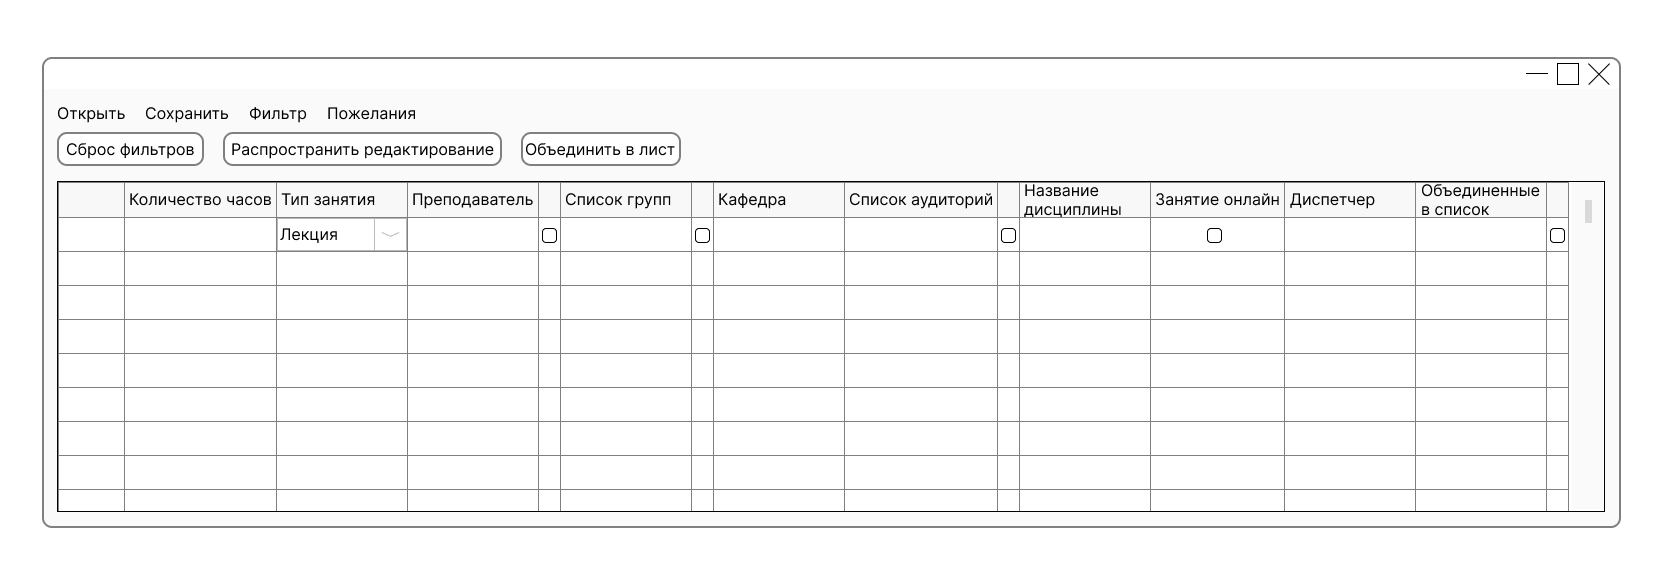 Открыть Сохранить Фильтр Пожелания
Сброс фильтров Распространить редактирование Объединить в лист
Количество часов Тип занятия Преподаватель Список групп Кафедра Список аудиторий Название дисциплины Занятие онлайн Диспетчер Объединенные в список
Лекция